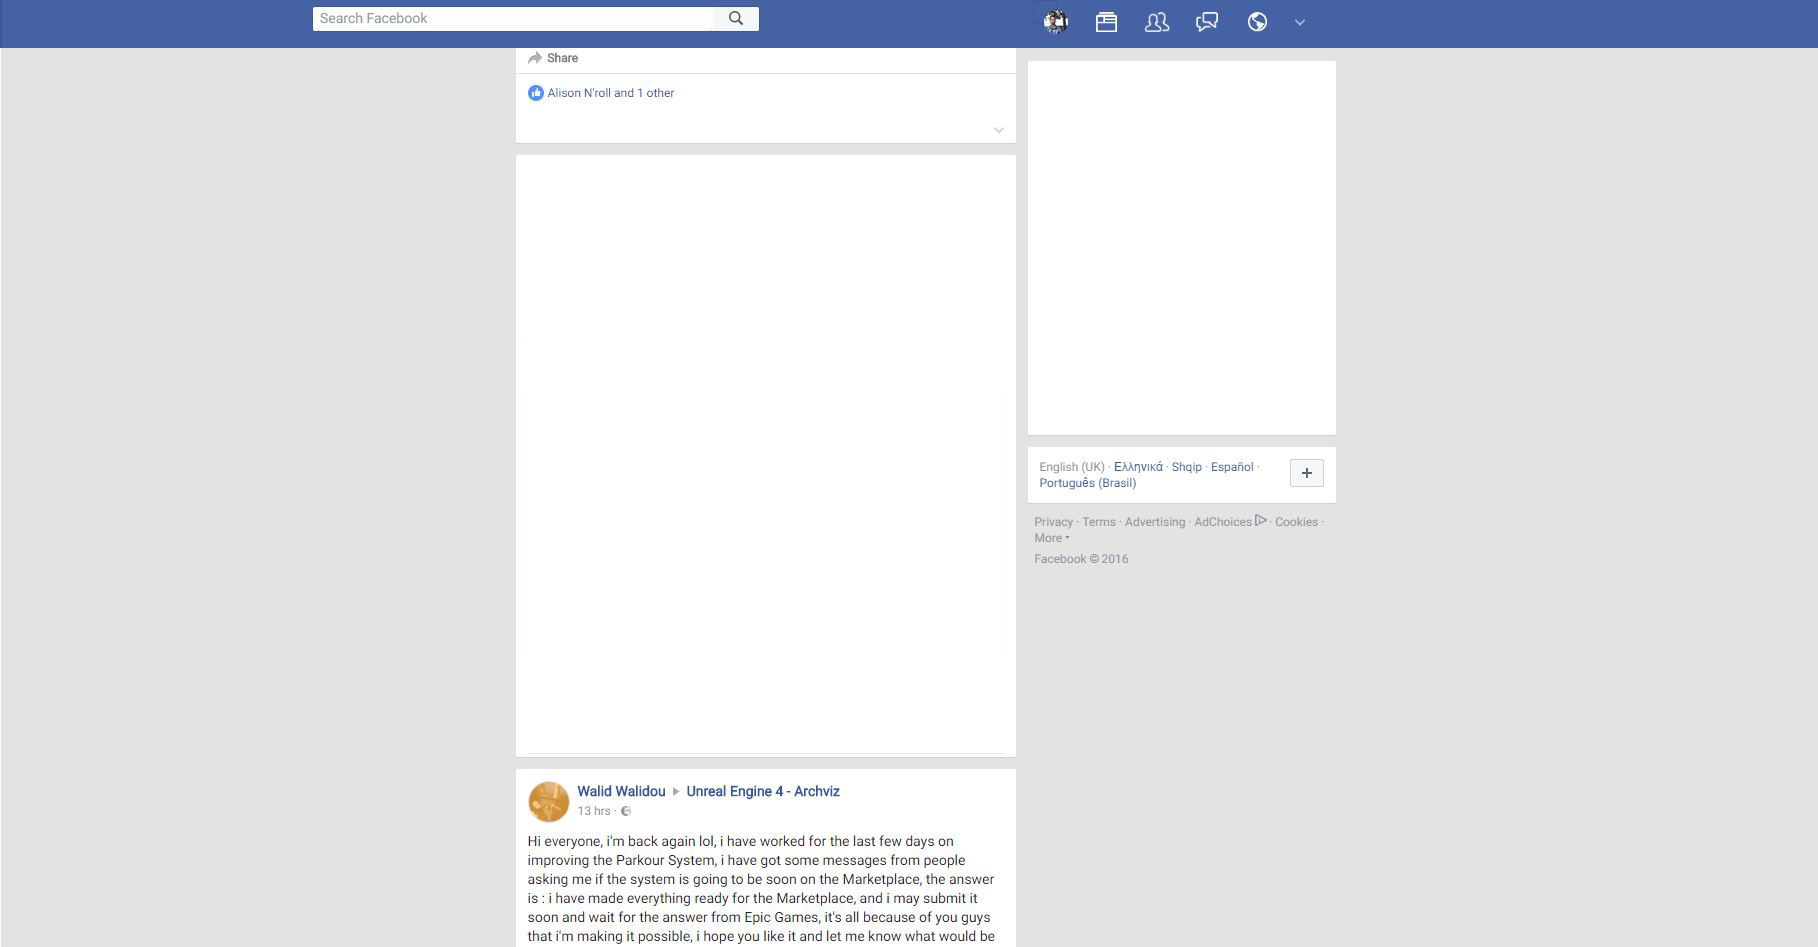 Search Facebook
Share
Alison N'roll and 1 other
English (UK) · Ελληνικά · Shqip · Español ·
Português (Brasil)
Privacy · Terms · Advertising · AdChoices · Cookies ·
More
Facebook © 2016
Walid Walidou Unreal Engine 4 - Archviz
13 hrs ·
Hi everyone, i'm back again lol, i have worked for the last few days on
improving the Parkour System, i have got some messages from people
asking me if the system is going to be soon on the Marketplace, the answer
is : i have made everything ready for the Marketplace, and i may submit it
soon and wait for the answer from Epic Games, it's all because of you guys
that i'm making it possible, i hope you like it and let me know what would be